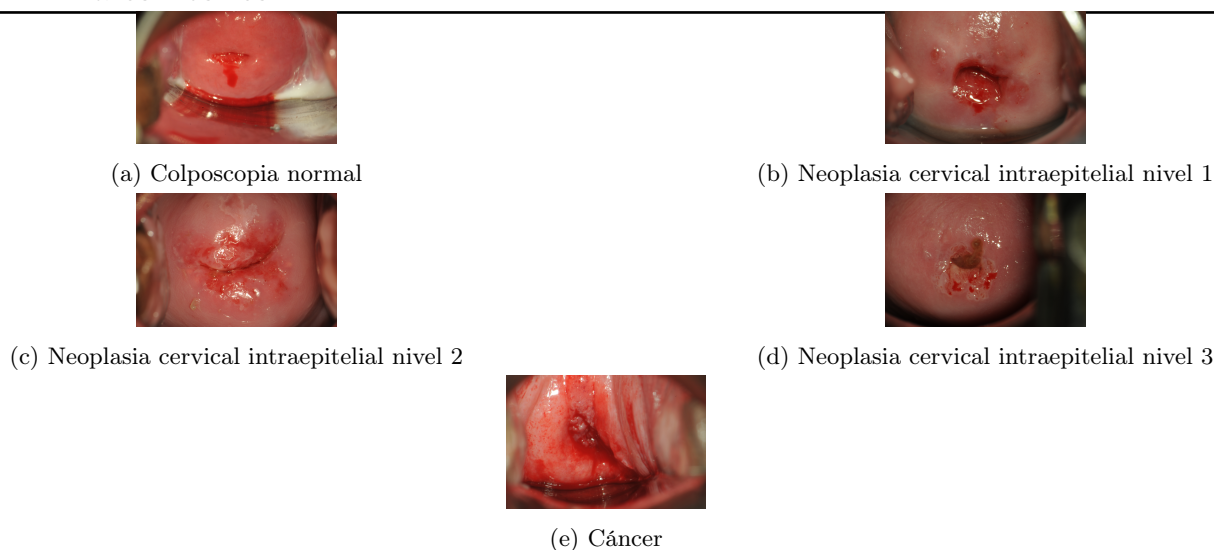 (a) Colposcopia normal
(b) Neoplasia cervical intraepitelial nivel 1
(c) Neoplasia cervical intraepitelial nivel 2
(d) Neoplasia cervical intraepitelial nivel 3
(e) Cáncer